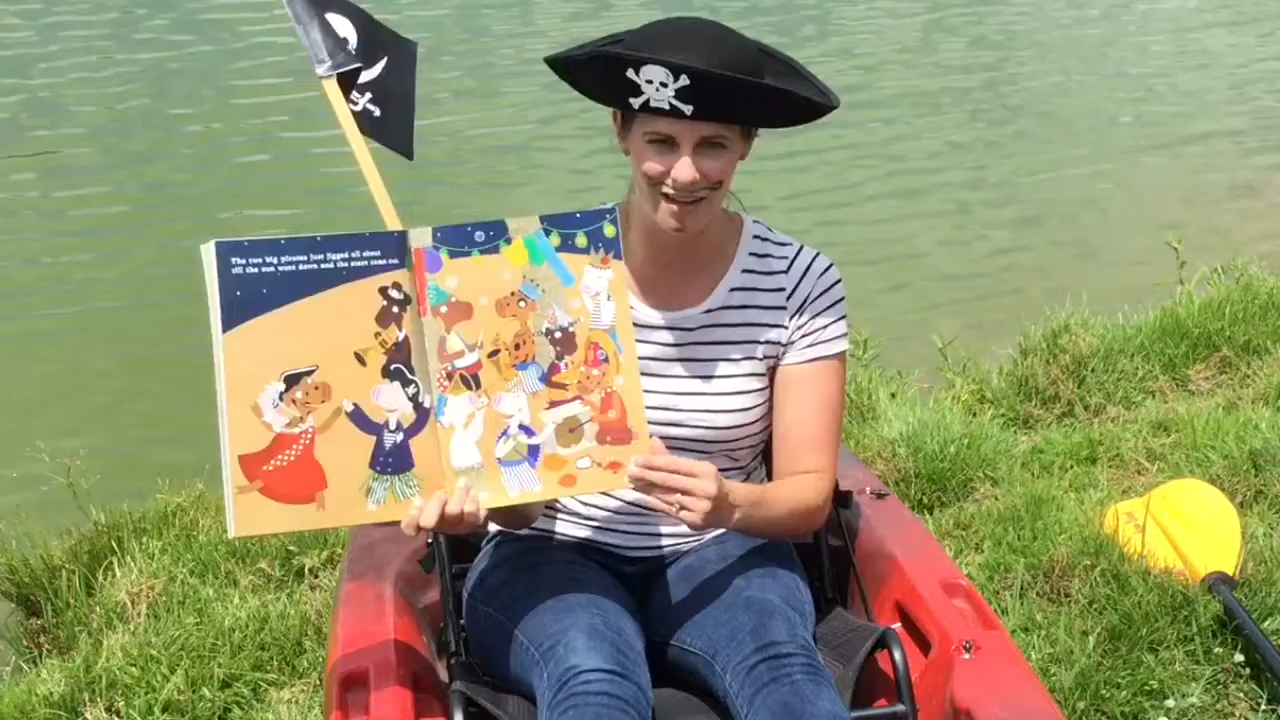 The two big pirates just jigged all about
till the sun went down and the stars came out.